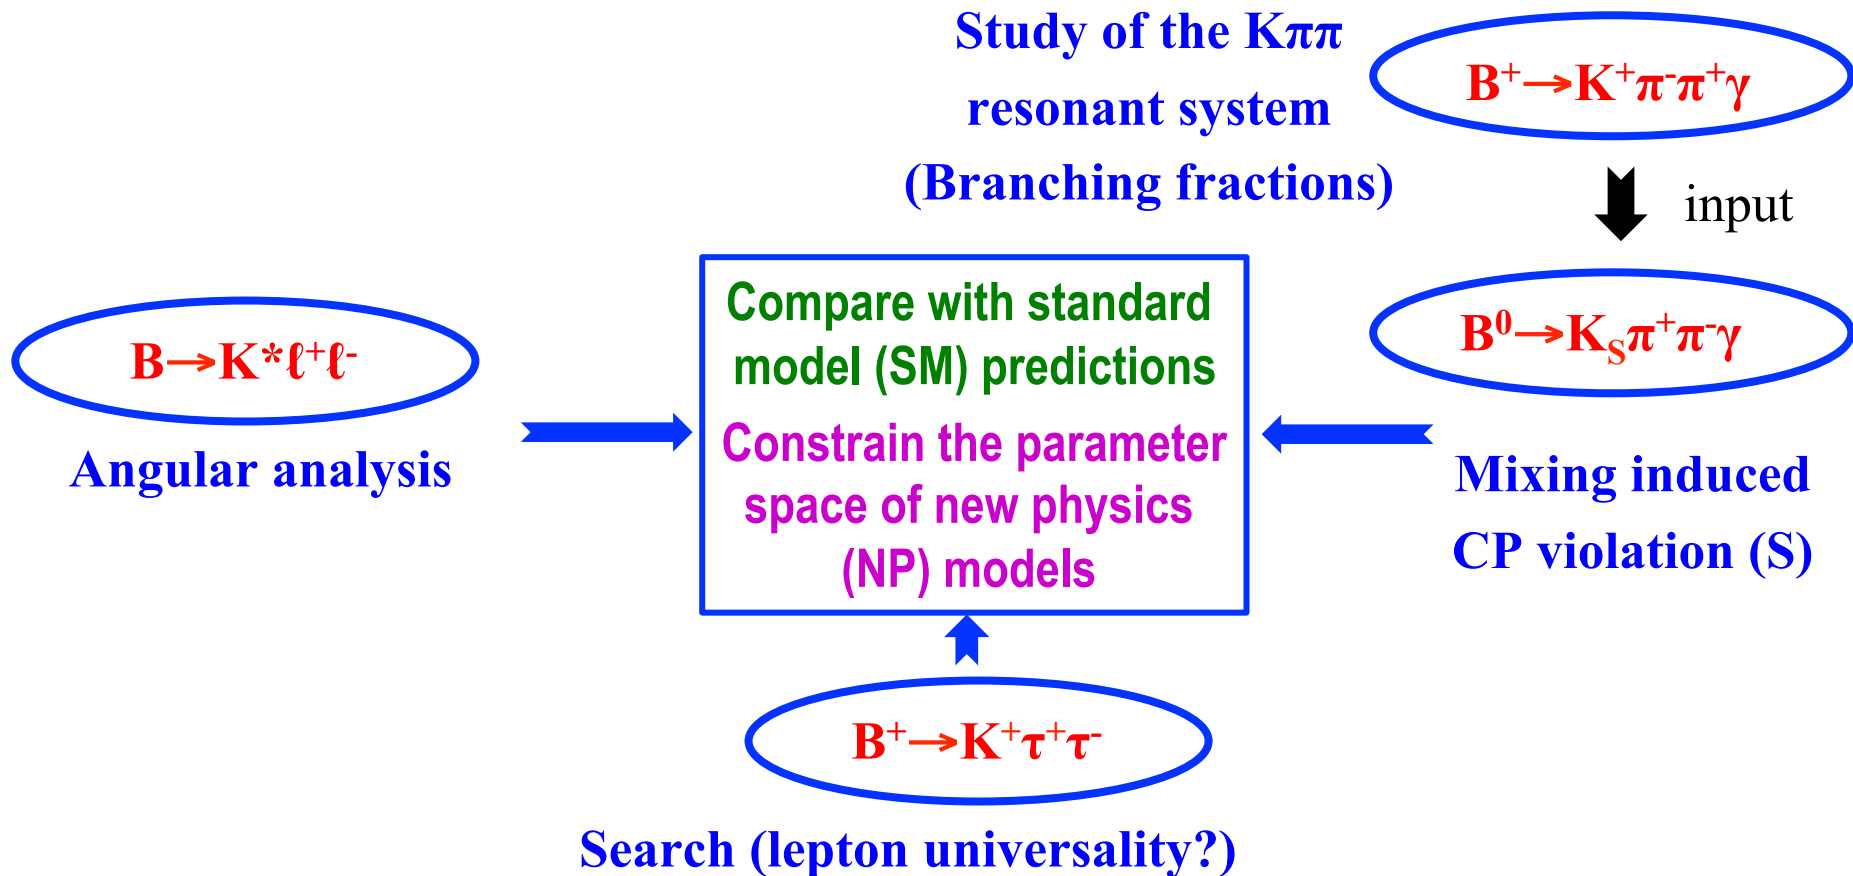 Study of the Kππ
resonant system
(Branching fractions)
B⁺→K⁺π⁻π⁺γ
input
B⁰→K_Sπ⁺π⁻γ
Mixing induced
CP violation (S)
B→K*ℓ⁺ℓ⁻
Angular analysis
Compare with standard
model (SM) predictions
Constrain the parameter
space of new physics
(NP) models
B⁺→K⁺τ⁺τ⁻
Search (lepton universality?)